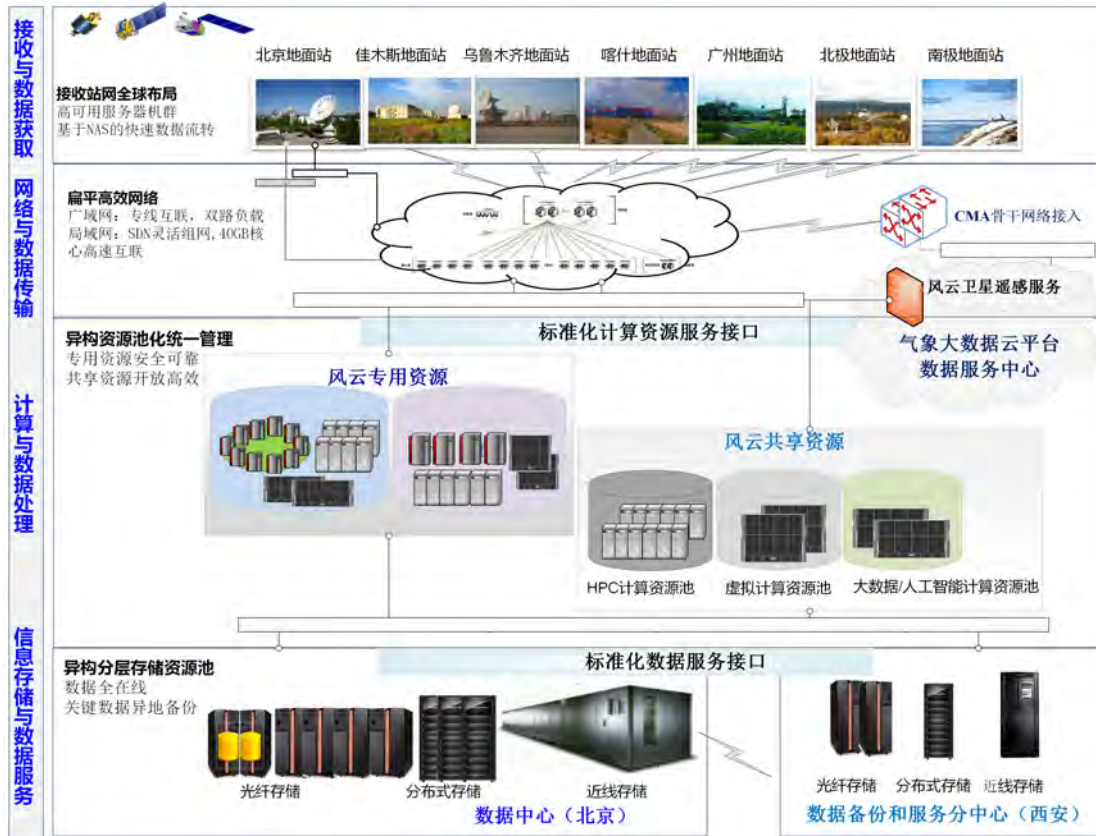 接收与数据获取
北京地面站
佳木斯地面站
乌鲁木齐地面站
喀什地面站
广州地面站
北极地面站
南极地面站
接收站网全球布局
高可用服务器机群
基于NAS的快速数据流转
网络与数据传输
扁平高效网络
广域网：专线互联，双路负载
局域网：SDN灵活组网,40GB核
心高速互联
CMA骨干网络接入
风云卫星遥感服务
气象大数据云平台
数据服务中心
计算与数据处理
异构资源池化统一管理
专用资源安全可靠
共享资源开放高效
标准化计算资源服务接口
风云专用资源
风云共享资源
HPC计算资源池
虚拟计算资源池
大数据/人工智能计算资源池
信息存储与数据服务
异构分层存储资源池
数据全在线
关键数据异地备份
标准化数据服务接口
光纤存储
分布式存储
近线存储
数据中心（北京）
光纤存储
分布式存储
近线存储
数据备份和服务分中心（西安）